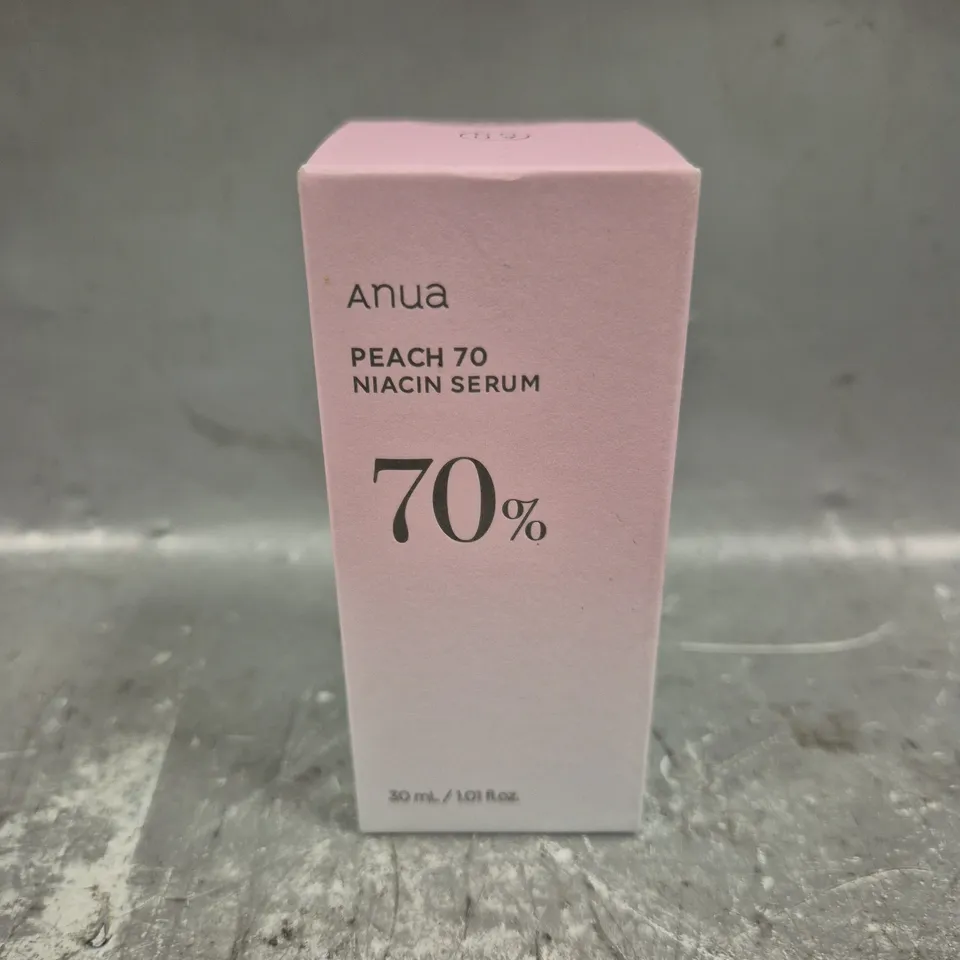 Anua
PEACH 70
NIACIN SERUM
70%
30 mL / 1.01 fl.oz.